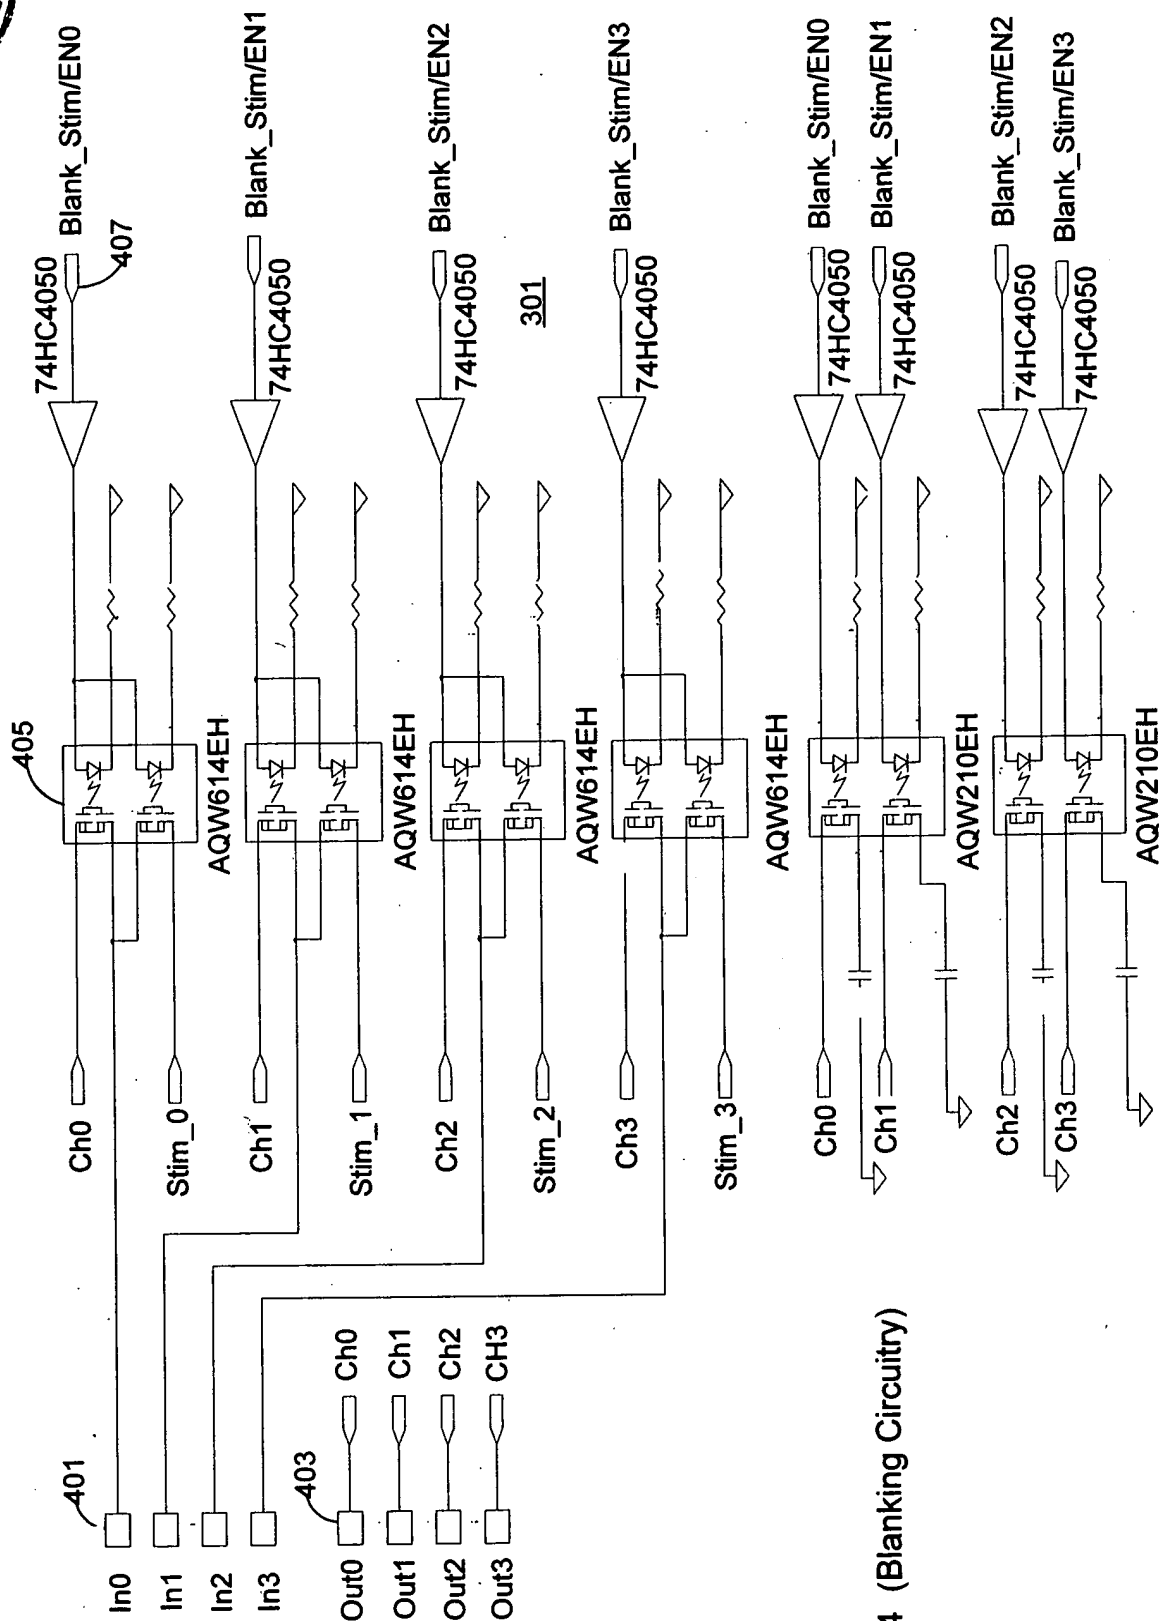 Blank_Stim/EN0
74HC4050
407
405
Ch0
Stim_0
AQW614EH
Blank_Stim/EN1
74HC4050
Ch1
Stim_1
AQW614EH
Blank_Stim/EN2
74HC4050
301
Ch2
Stim_2
AQW614EH
Blank_Stim/EN3
74HC4050
Ch3
Stim_3
AQW614EH
Blank_Stim/EN0
74HC4050
Blank_Stim/EN1
74HC4050
Ch0
Ch1
AQW210EH
Blank_Stim/EN2
74HC4050
Blank_Stim/EN3
74HC4050
Ch2
Ch3
AQW210EH
401
In0
In1
In2
In3
403
Out0
Ch0
Out1
Ch1
Out2
Ch2
Out3
CH3
4 (Blanking Circuitry)